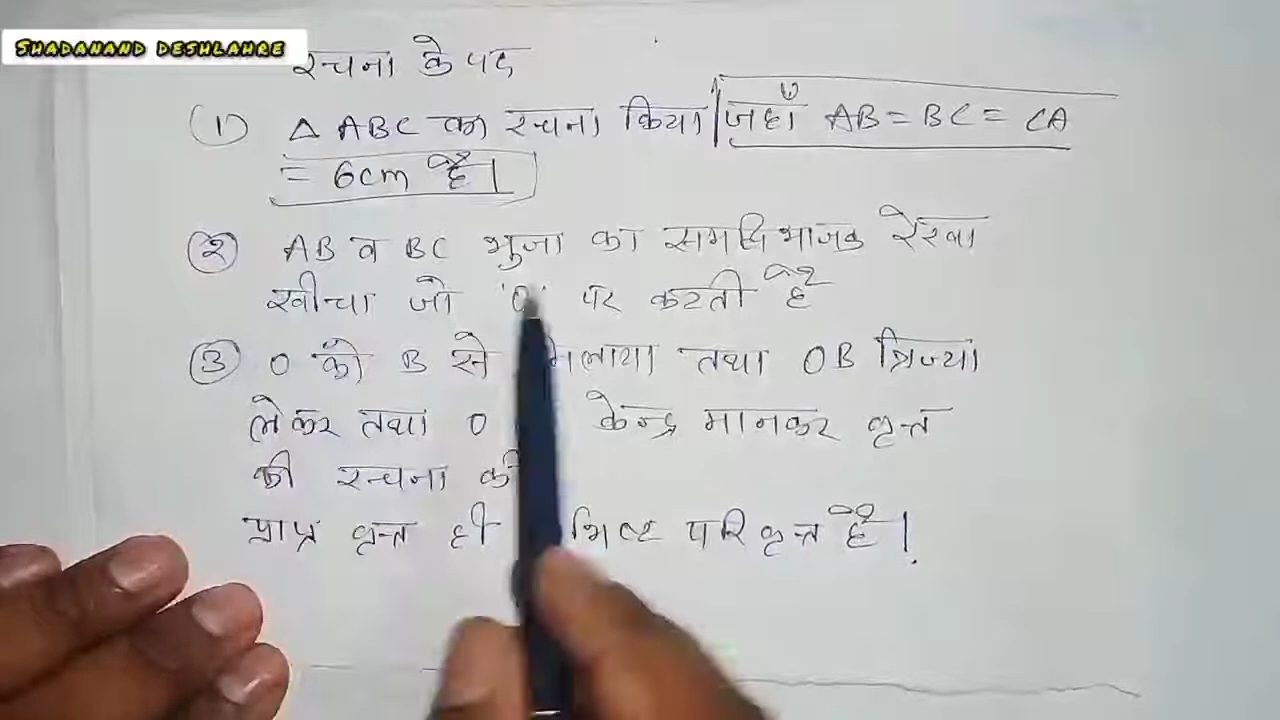 SHADANAND DESHLAHRE
रचना के पद
(1) △ ABC का रचना किया जहाँ AB = BC = CA
= 6cm है।
(2) AB व BC भुजा का समद्विभाजक रेखा
खींचा जो 'O' पर कटती है
(3) O को B से मिलाया तथा OB त्रिज्या
लेकर तथा O केन्द्र मानकर वृत्त
की रचना की
प्राप्त वृत्त ही परिवृत्त है।